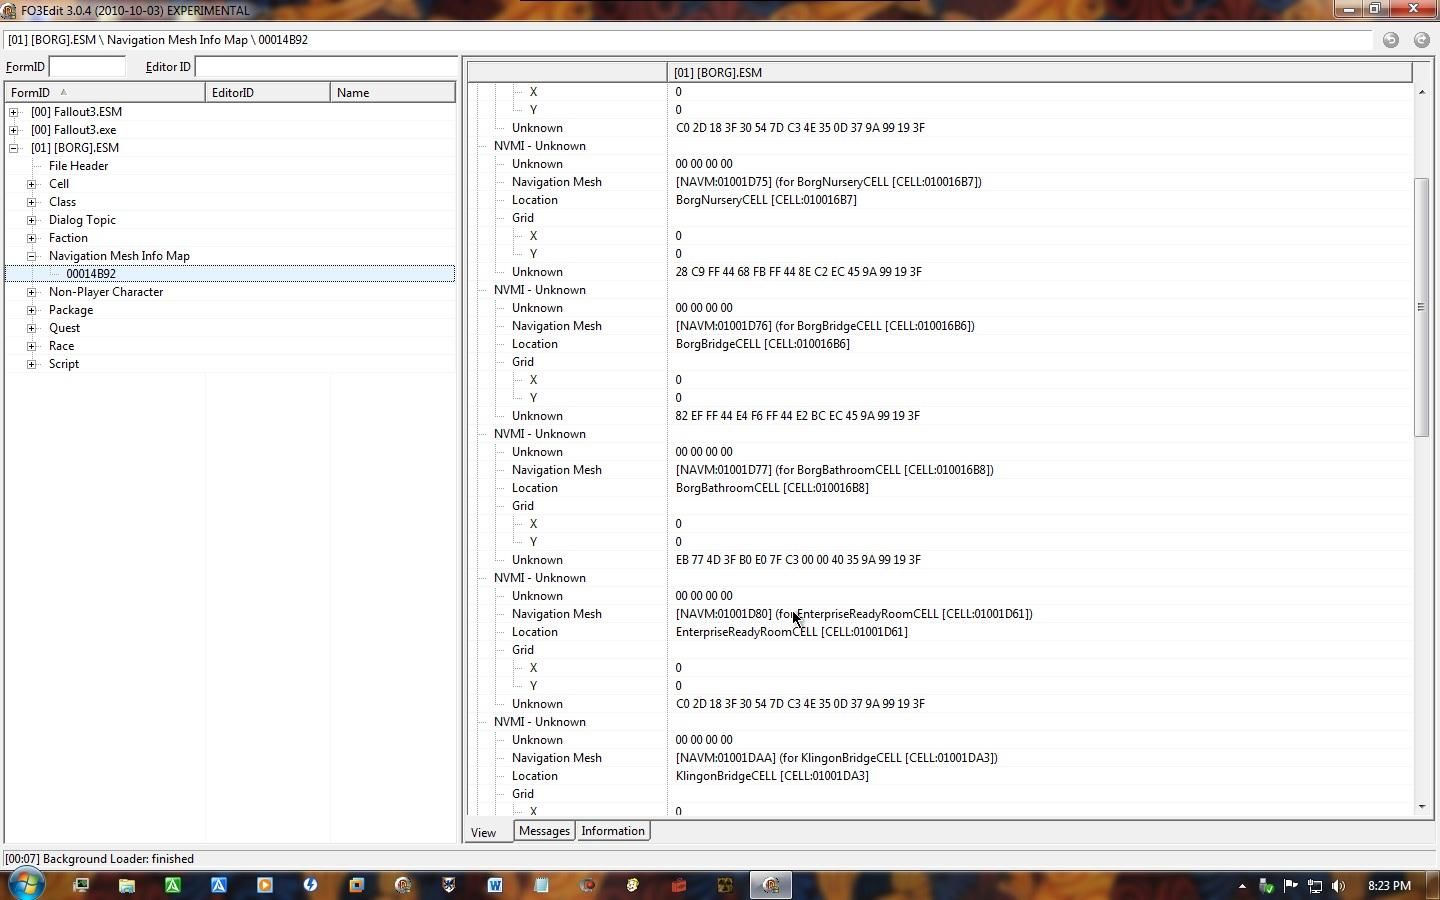 FO3Edit 3.0.4 (2010-10-03) EXPERIMENTAL
[01] [BORG].ESM \ Navigation Mesh Info Map \ 00014B92
FormID Editor ID
FormID EditorID Name
[00] Fallout3.ESM
[00] Fallout3.exe
[01] [BORG].ESM
File Header
Cell
Class
Dialog Topic
Faction
Navigation Mesh Info Map
00014B92
Non-Player Character
Package
Quest
Race
Script
[01] [BORG].ESM
X 0
Y 0
Unknown C0 2D 18 3F 30 54 7D C3 4E 35 0D 37 9A 99 19 3F
NVMI - Unknown
Unknown 00 00 00 00
Navigation Mesh [NAVM:01001D75] (for BorgNurseryCELL [CELL:010016B7])
Location BorgNurseryCELL [CELL:010016B7]
Grid
X 0
Y 0
Unknown 28 C9 FF 44 68 FB FF 44 8E C2 EC 45 9A 99 19 3F
NVMI - Unknown
Unknown 00 00 00 00
Navigation Mesh [NAVM:01001D76] (for BorgBridgeCELL [CELL:010016B6])
Location BorgBridgeCELL [CELL:010016B6]
Grid
X 0
Y 0
Unknown 82 EF FF 44 E4 F6 FF 44 E2 BC EC 45 9A 99 19 3F
NVMI - Unknown
Unknown 00 00 00 00
Navigation Mesh [NAVM:01001D77] (for BorgBathroomCELL [CELL:010016B8])
Location BorgBathroomCELL [CELL:010016B8]
Grid
X 0
Y 0
Unknown EB 77 4D 3F B0 E0 7F C3 00 00 40 35 9A 99 19 3F
NVMI - Unknown
Unknown 00 00 00 00
Navigation Mesh [NAVM:01001D80] (for EnterpriseReadyRoomCELL [CELL:01001D61])
Location EnterpriseReadyRoomCELL [CELL:01001D61]
Grid
X 0
Y 0
Unknown C0 2D 18 3F 30 54 7D C3 4E 35 0D 37 9A 99 19 3F
NVMI - Unknown
Unknown 00 00 00 00
Navigation Mesh [NAVM:01001DAA] (for KlingonBridgeCELL [CELL:01001DA3])
Location KlingonBridgeCELL [CELL:01001DA3]
Grid
X 0
View Messages Information
[00:07] Background Loader: finished
8:23 PM